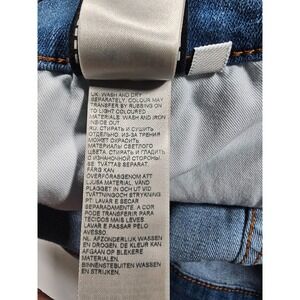 UK: WASH AND DRY
SEPARATELY. COLOUR MAY
TRANSFER BY RUBBING ON
TO LIGHT COLOURED
MATERIALS. WASH AND IRON
INSIDE OUT
RU: СТИРАТЬ И СУШИТЬ
ОТДЕЛЬНО. ИЗ-ЗА ТРЕНИЯ
МОЖЕТ ОКРАСИТЬ
МАТЕРИАЛЫ СВЕТЛОГО
ЦВЕТА. СТИРАТЬ И ГЛАДИТЬ
С ИЗНАНОЧНОЙ СТОРОНЫ.
SE: TVÄTTAS SEPARAT.
FÄRG KAN
ÖVERFÖRAS GENOM ATT
LJUSA MATERIAL. VÄND
PLAGGET IN OCH UT VID
TVÄTTNING OCH STRYKNING.
PT: LAVAR E SECAR
SEPARADAMENTE. A COR
PODE TRANSFERIR PARA
TECIDOS MAIS LEVES
LAVAR E PASSAR PELO
AVESSO.
NL: AFZONDERLIJK WASSEN
EN DROGEN. DE KLEUR KAN
AFGAAN OP BLEKERE
MATERIALEN.
BINNENSTEBUITEN WASSEN
EN STRIJKEN.